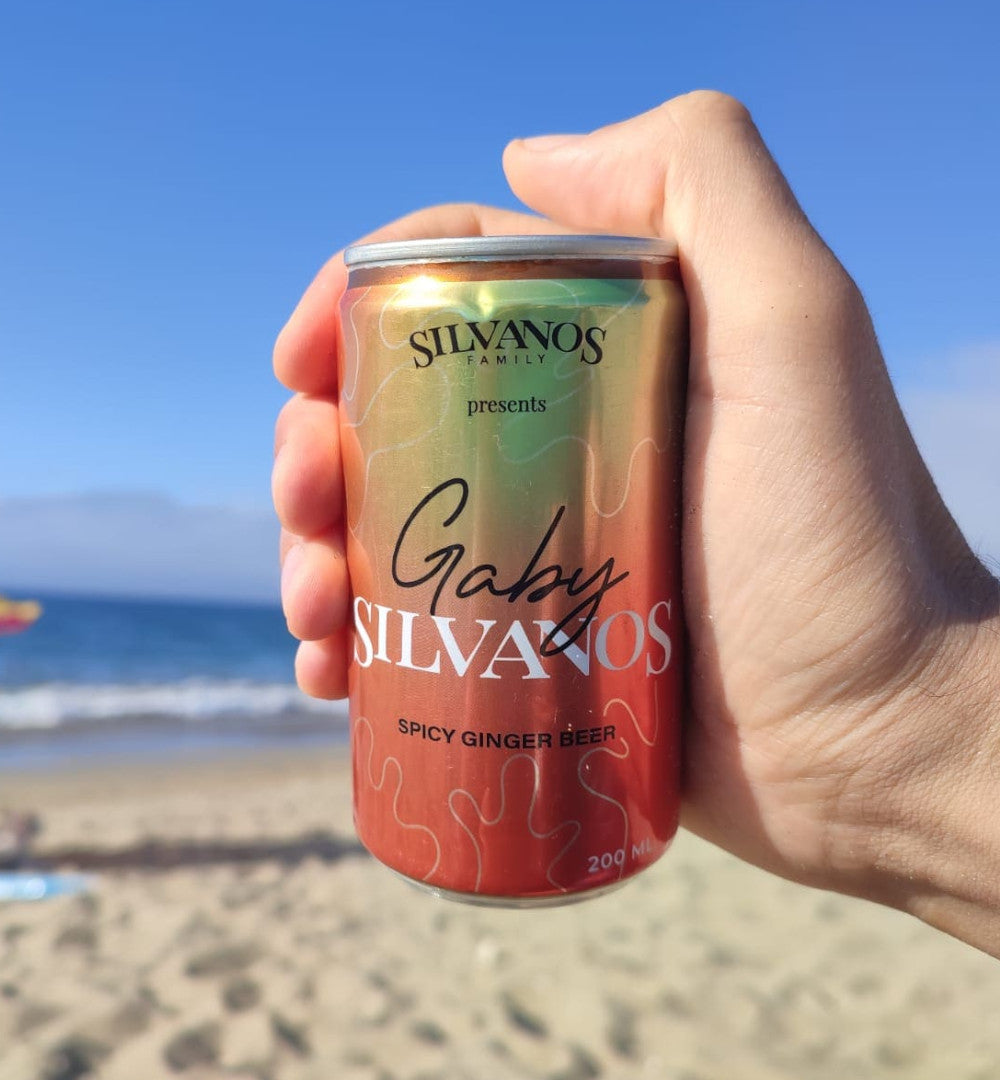 SILVANOS
FAMILY
presents
Gaby
SILVANOS
SPICY GINGER BEER
200 ML